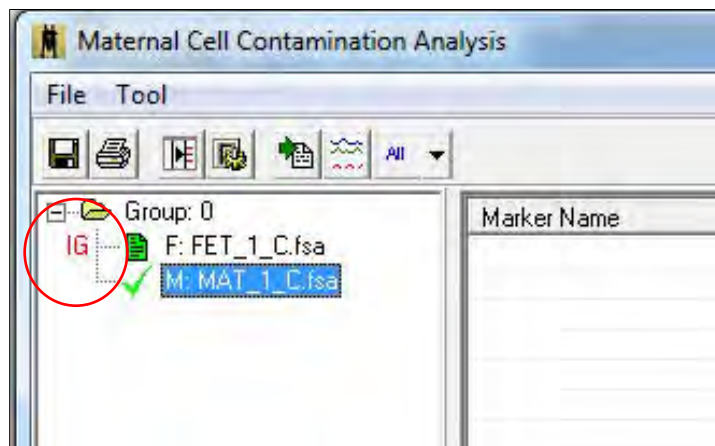 Maternal Cell Contamination Analysis
File Tool
All
Group: 0
Marker Name
IG F: FET_1_C.fsa
M: MAT_1_C.fsa